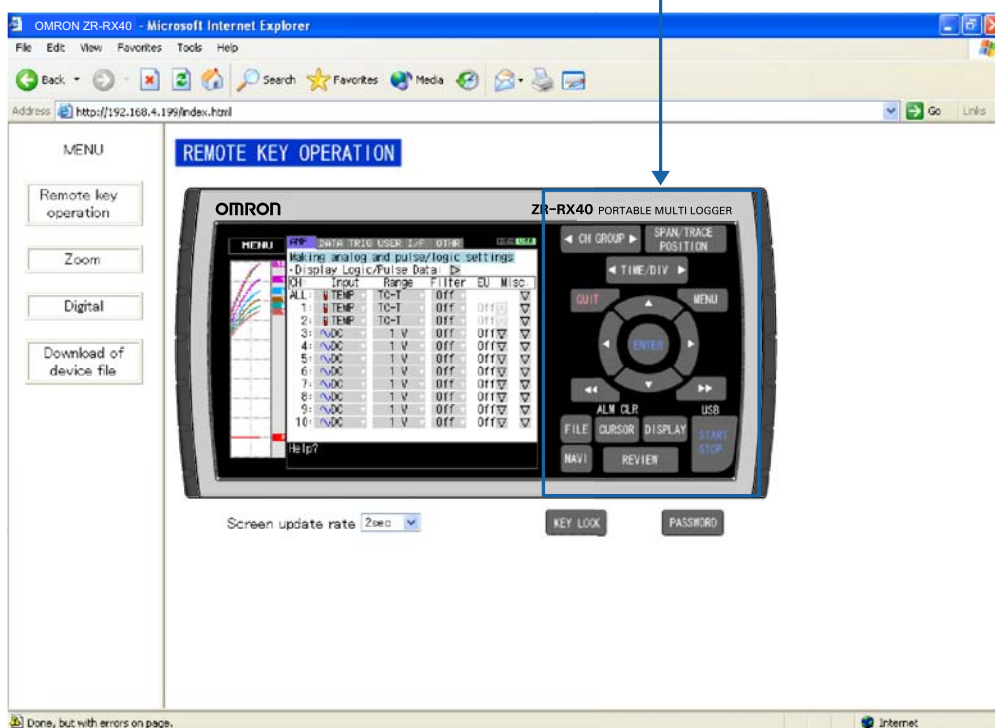 OMRON ZR-RX40 - Microsoft Internet Explorer
File Edit View Favorites Tools Help
Back Search Favorites Media
Address http://192.168.4.199/index.html Go Links
MENU
Remote key operation
Zoom
Digital
Download of device file
REMOTE KEY OPERATION
OMRON
ZR-RX40 PORTABLE MULTI LOGGER
MENU AMP DATA TRIG USER I/F OTHR
Making analog and pulse/logic settings
·Display Logic/Pulse Data:
CH: Input Range Filter EU Misc.
ALL: TEMP TC-T Off
1: TEMP TC-T Off Off
2: TEMP TC-T Off Off
3: DC 1 V Off Off
4: DC 1 V Off Off
5: DC 1 V Off Off
6: DC 1 V Off Off
7: DC 1 V Off Off
8: DC 1 V Off Off
9: DC 1 V Off Off
10: DC 1 V Off Off
Help?
CH GROUP
SPAN/TRACE
POSITION
TIME/DIV
QUIT MENU
ENTER
ALM CLR USB
FILE CURSOR DISPLAY
START
STOP
NAVI REVIEW
Screen update rate 2sec
KEY LOCK PASSWORD
Done, but with errors on page. Internet